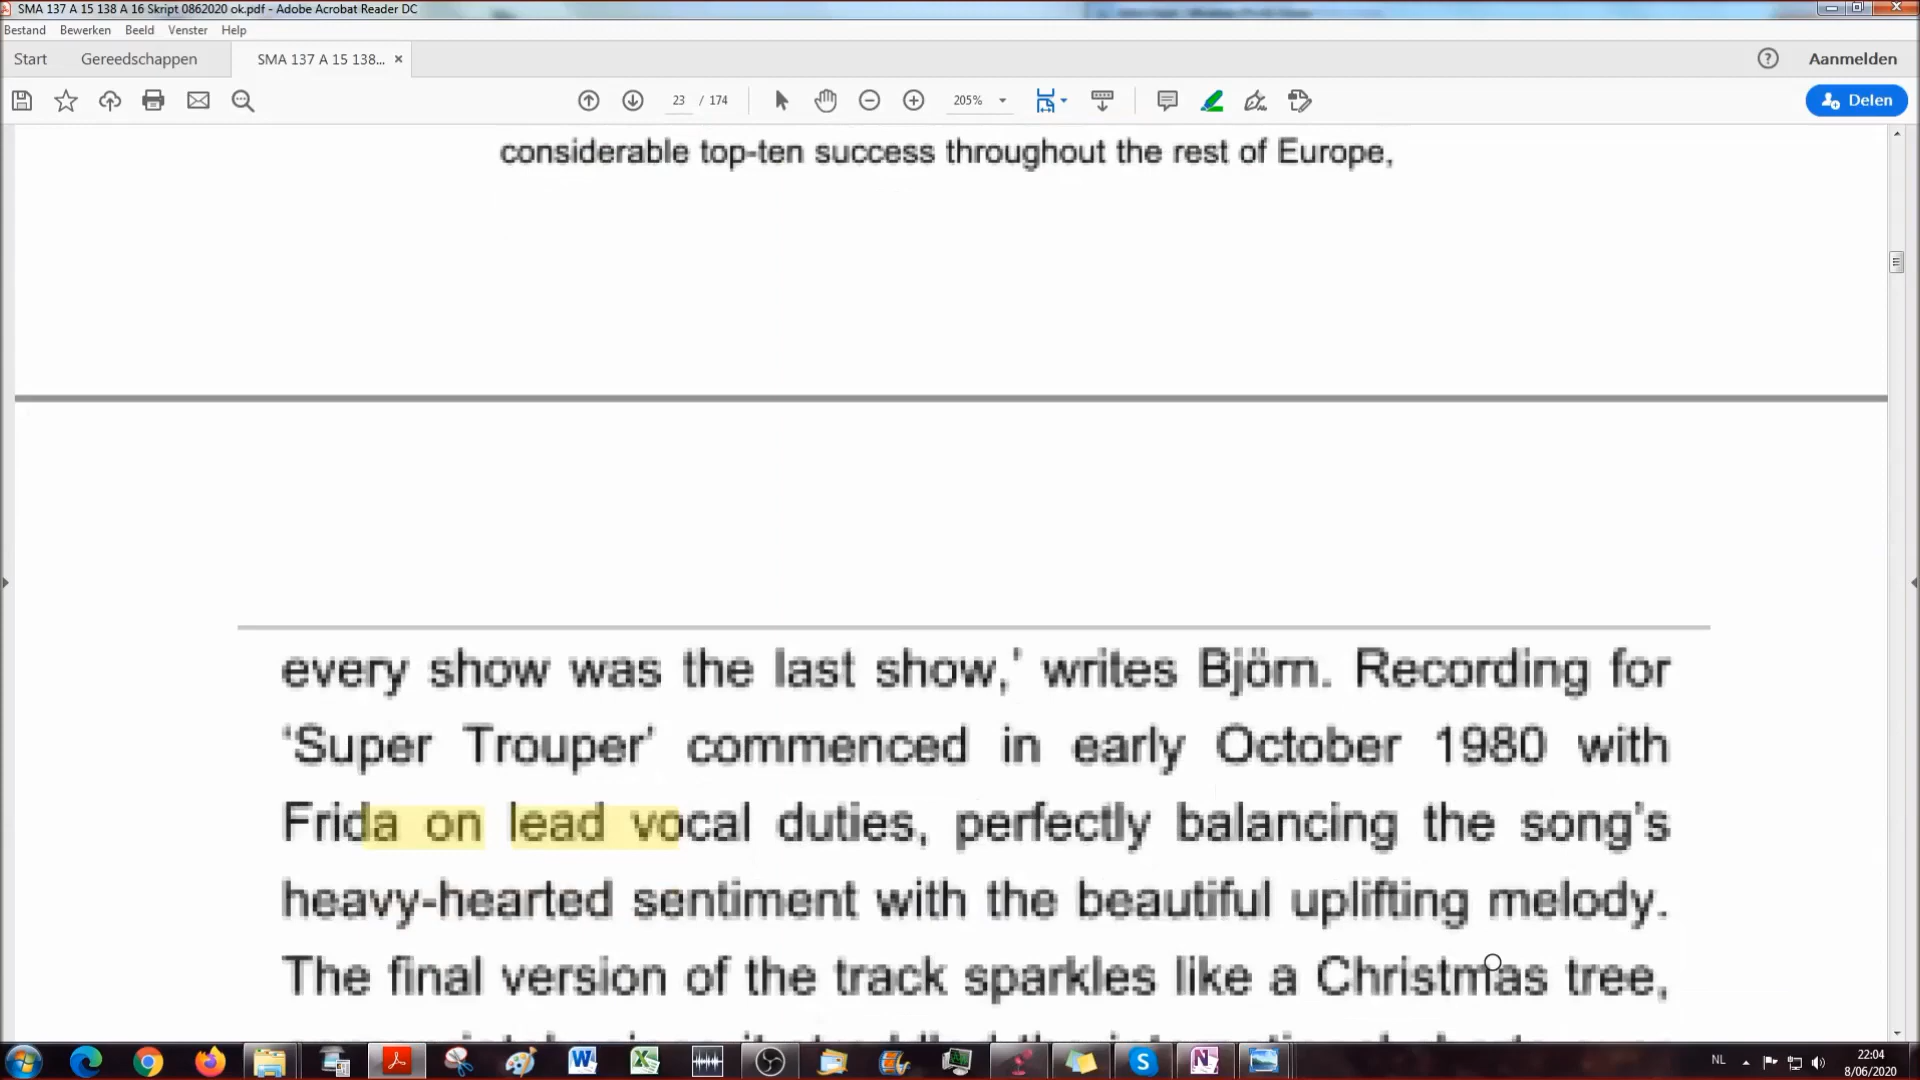 SMA 137 A 15 138 A 16 Skript 0862020 ok.pdf - Adobe Acrobat Reader DC
Bestand Bewerken Beeld Venster Help
Start Gereedschappen SMA 137 A 15 138... × Aanmelden
23 / 174 205% Delen
considerable top-ten success throughout the rest of Europe,
every show was the last show,’ writes Björn. Recording for
‘Super Trouper’ commenced in early October 1980 with
Frida on lead vocal duties, perfectly balancing the song’s
heavy-hearted sentiment with the beautiful uplifting melody.
The final version of the track sparkles like a Christmas tree,
NL 22:04
8/06/2020